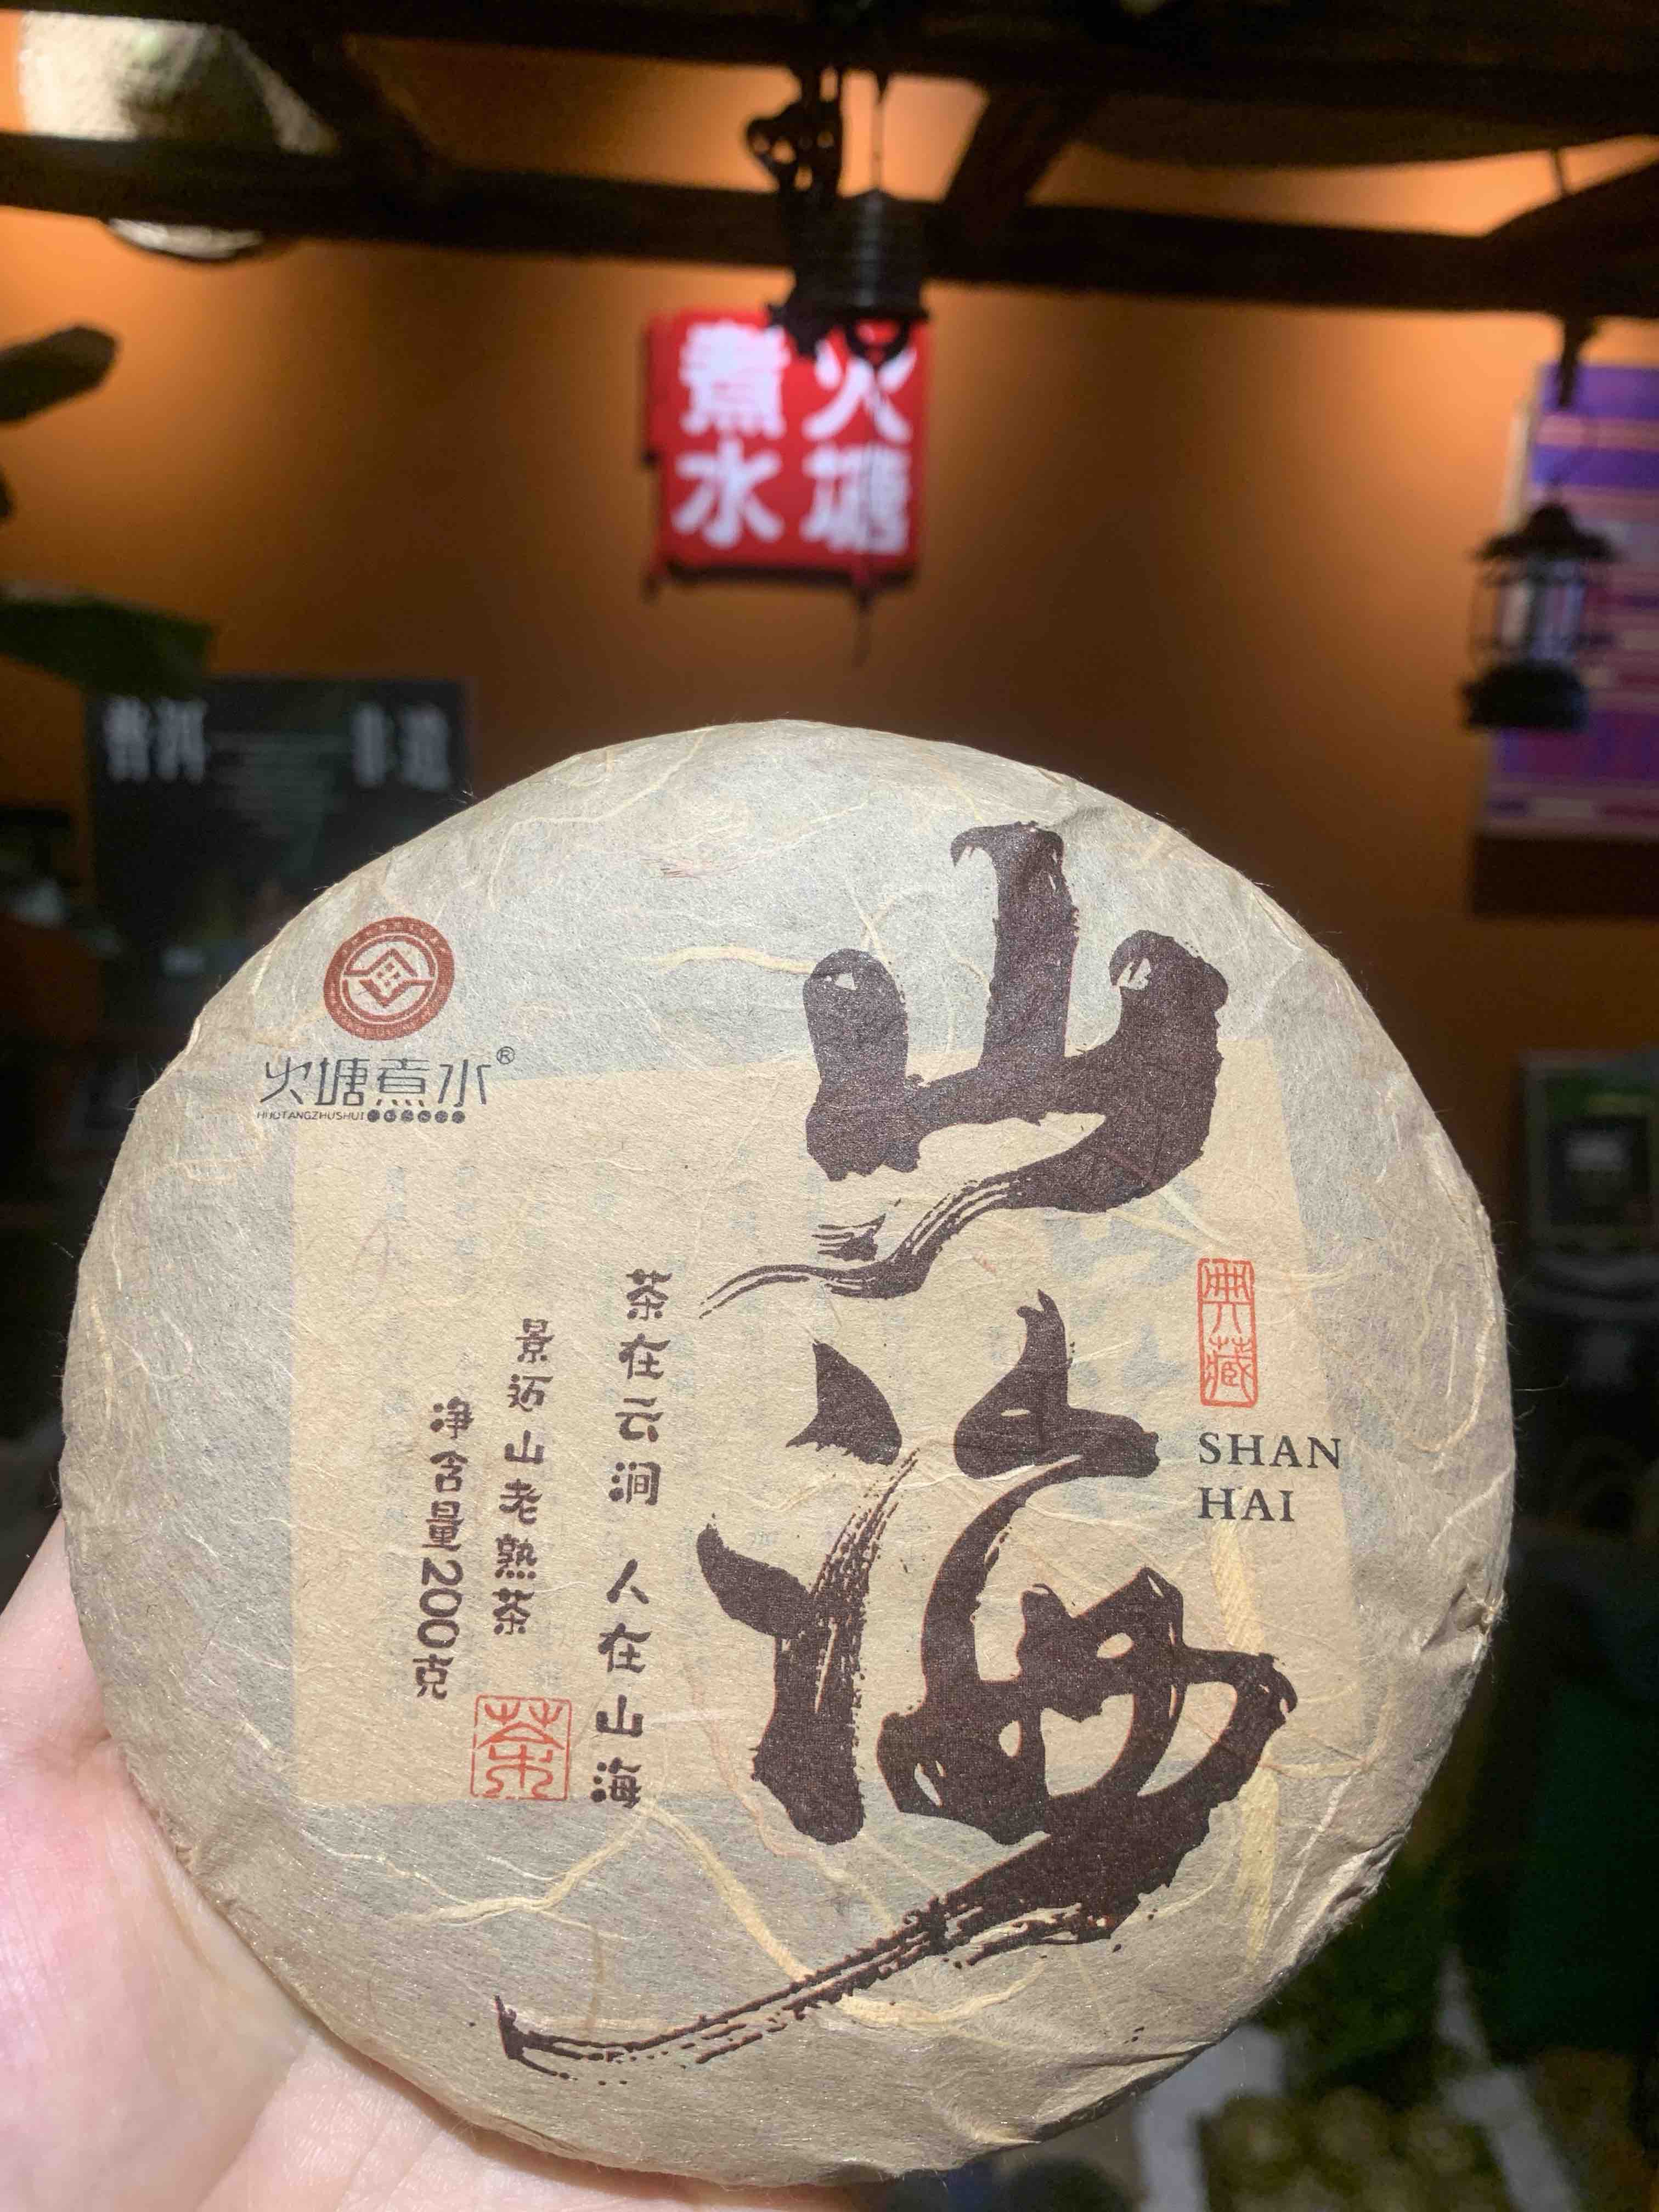 火塘
煮水
普洱
非遗
火塘煮水®
HUOTANGZHUSHUI
山海
典藏
SHAN
HAI
茶在云涧 人在山海
景迈山老熟茶
净含量200克
茶